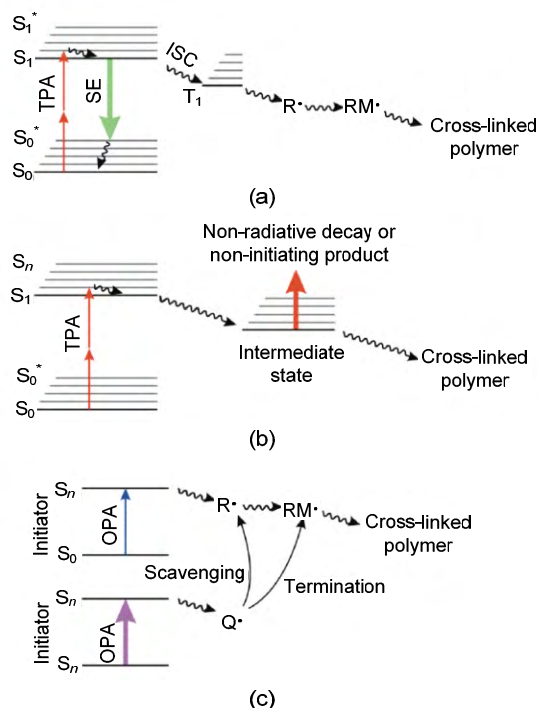 S₁*
S₁
TPA
SE
ISC
T₁
R•
RM•
Cross-linked
polymer
S₀*
S₀
(a)
Non-radiative decay or
non-initiating product
Sₙ
S₁
TPA
Intermediate
state
Cross-linked
polymer
S₀*
S₀
(b)
Initiator
Sₙ
OPA
S₀
R•
RM•
Cross-linked
polymer
Scavenging
Termination
Initiator
Sₙ
OPA
Sₙ
Q•
(c)